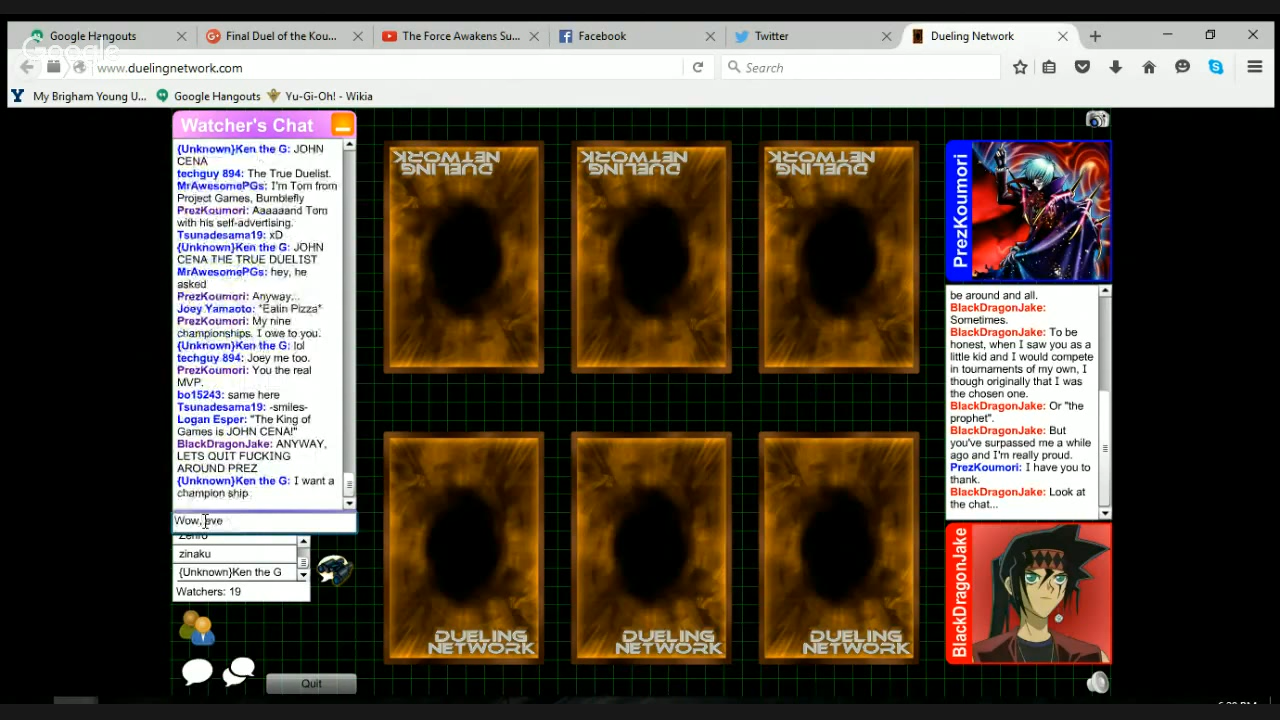 Google Hangouts
Final Duel of the Kou...
The Force Awakens Su...
Facebook
Twitter
Dueling Network
Google
www.duelingnetwork.com
Search
My Brigham Young U...
Google Hangouts
Yu-Gi-Oh! - Wikia
Watcher's Chat
{Unknown}Ken the G: JOHN
CENA
techguy 894: The True Duelist.
MrAwesomePGs: I'm Tom from
Project Games, Bumblefly
PrezKoumori: Aaaaaand Tom
with his self-advertising.
Tsunadesama19: xD
{Unknown}Ken the G: JOHN
CENA THE TRUE DUELIST
MrAwesomePGs: hey, he
asked
PrezKoumori: Anyway...
Joey Yamaoto: *Eatin Pizza*
PrezKoumori: My nine
championships. I owe to you.
{Unknown}Ken the G: lol
techguy 894: Joey me too.
PrezKoumori: You the real
MVP.
bo15243: same here
Tsunadesama19: -smiles-
Logan Esper: "The King of
Games is JOHN CENA!"
BlackDragonJake: ANYWAY,
LETS QUIT FUCKING
AROUND PREZ
{Unknown}Ken the G: I want a
champion ship
Wow, eve
Zenro
zinaku
{Unknown}Ken the G
Watchers: 19
Quit
DUELING
NETWORK
DUELING
NETWORK
DUELING
NETWORK
DUELING
NETWORK
DUELING
NETWORK
DUELING
NETWORK
PrezKoumori
be around and all.
BlackDragonJake:
Sometimes.
BlackDragonJake: To be
honest, when I saw you as a
little kid and I would compete
in tournaments of my own, I
though originally that I was
the chosen one.
BlackDragonJake: Or "the
prophet".
BlackDragonJake: But
you've surpassed me a while
ago and I'm really proud.
PrezKoumori: I have you to
thank.
BlackDragonJake: Look at
the chat...
BlackDragonJake